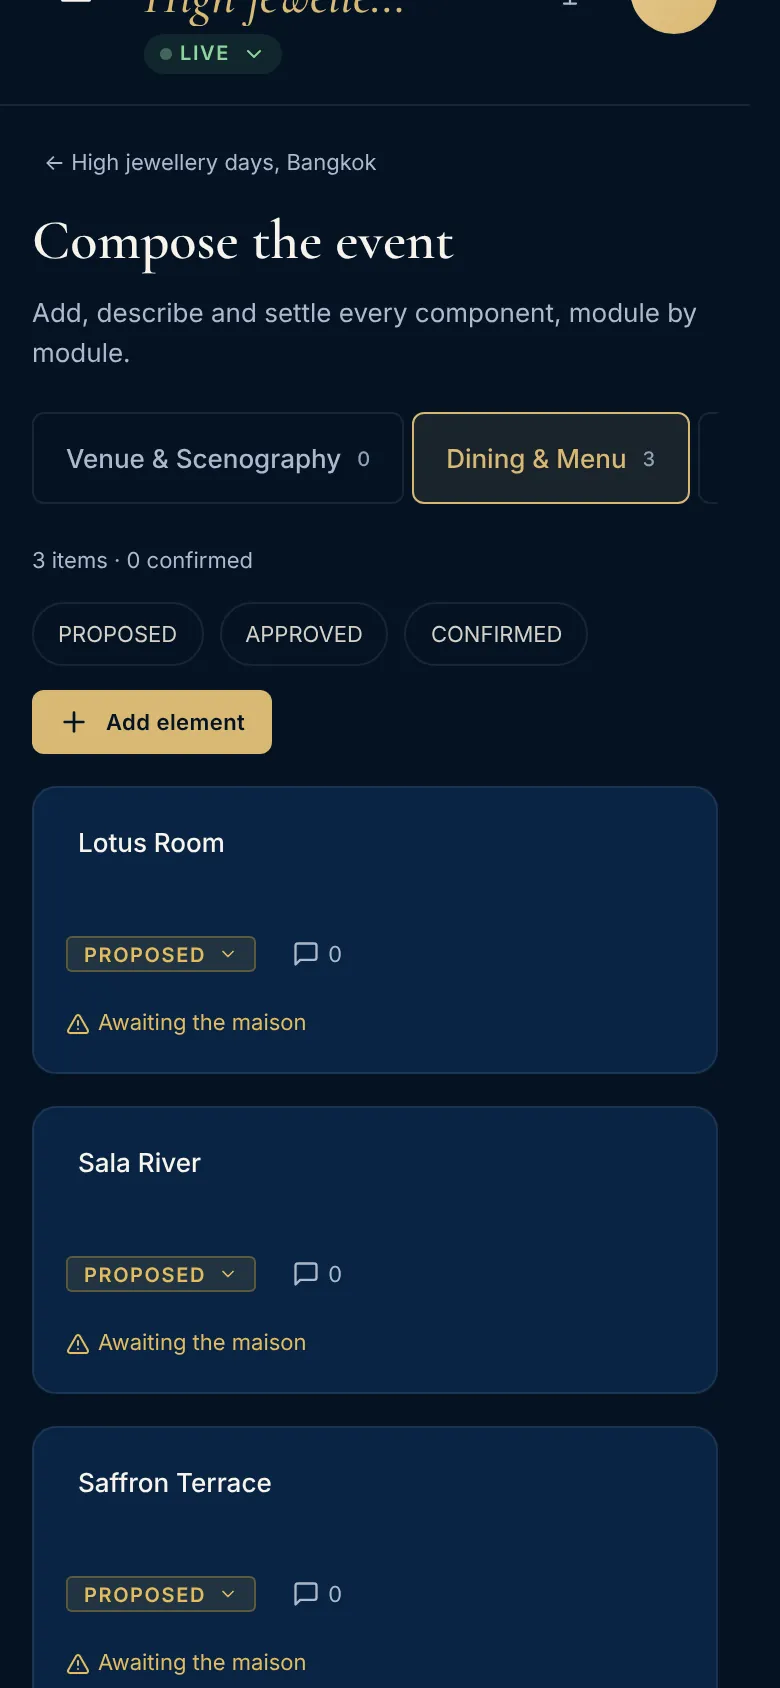 High jewelle...
LIVE
← High jewellery days, Bangkok
Compose the event
Add, describe and settle every component, module by
module.
Venue & Scenography 0
Dining & Menu 3
3 items · 0 confirmed
PROPOSED
APPROVED
CONFIRMED
+ Add element
Lotus Room
PROPOSED
0
Awaiting the maison
Sala River
PROPOSED
0
Awaiting the maison
Saffron Terrace
PROPOSED
0
Awaiting the maison